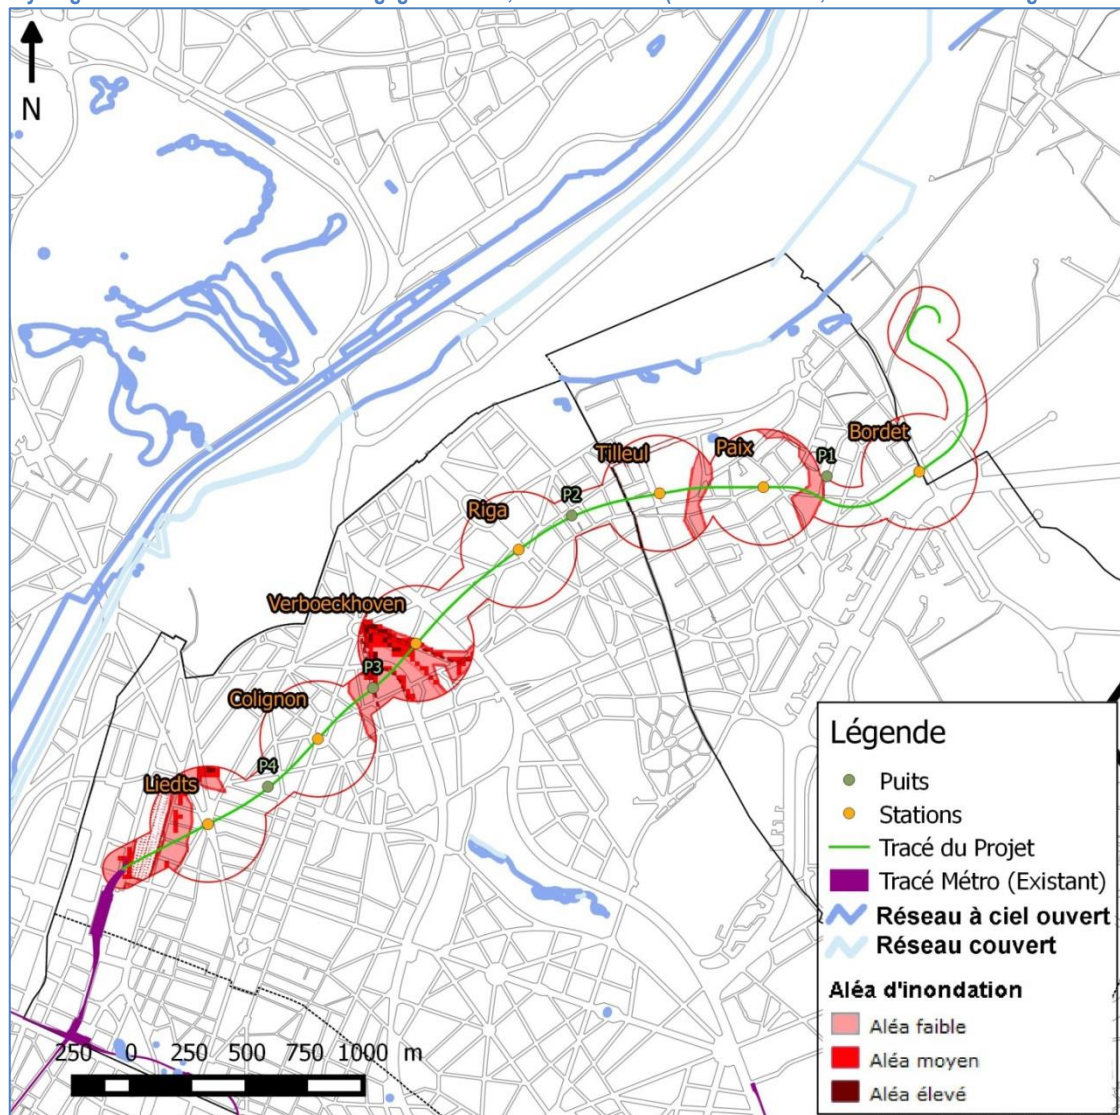 N
Bordet
P1
Paix
Tilleul
P2
Riga
Verboeckhoven
P3
Colignon
P4
Liedts
Légende
Puits
Stations
Tracé du Projet
Tracé Métro (Existant)
Réseau à ciel ouvert
Réseau couvert
Aléa d'inondation
Aléa faible
Aléa moyen
Aléa élevé
250 0 250 500 750 1000 m